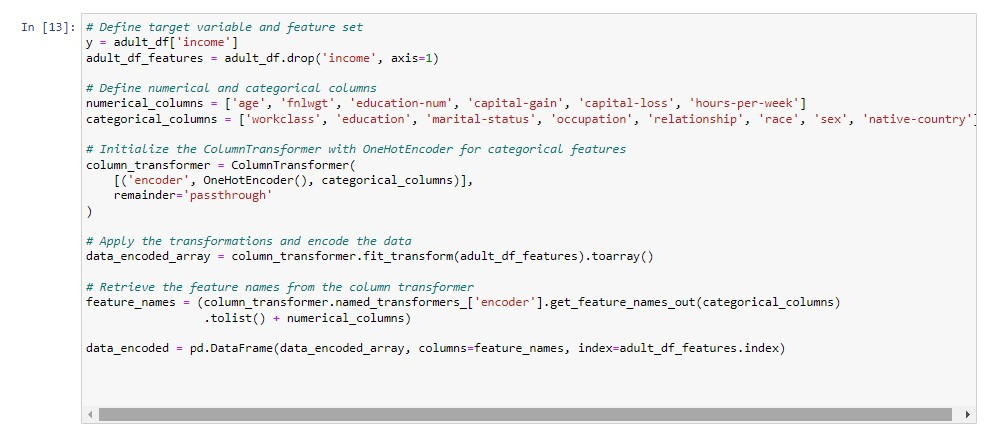 In [13]: # Define target variable and feature set
y = adult_df['income']
adult_df_features = adult_df.drop('income', axis=1)
# Define numerical and categorical columns
numerical_columns = ['age', 'fnlwgt', 'education-num', 'capital-gain', 'capital-loss', 'hours-per-week']
categorical_columns = ['workclass', 'education', 'marital-status', 'occupation', 'relationship', 'race', 'sex', 'native-country']
# Initialize the ColumnTransformer with OneHotEncoder for categorical features
column_transformer = ColumnTransformer(
    [('encoder', OneHotEncoder(), categorical_columns)],
    remainder='passthrough'
)
# Apply the transformations and encode the data
data_encoded_array = column_transformer.fit_transform(adult_df_features).toarray()
# Retrieve the feature names from the column transformer
feature_names = (column_transformer.named_transformers_['encoder'].get_feature_names_out(categorical_columns)
                 .tolist() + numerical_columns)
data_encoded = pd.DataFrame(data_encoded_array, columns=feature_names, index=adult_df_features.index)